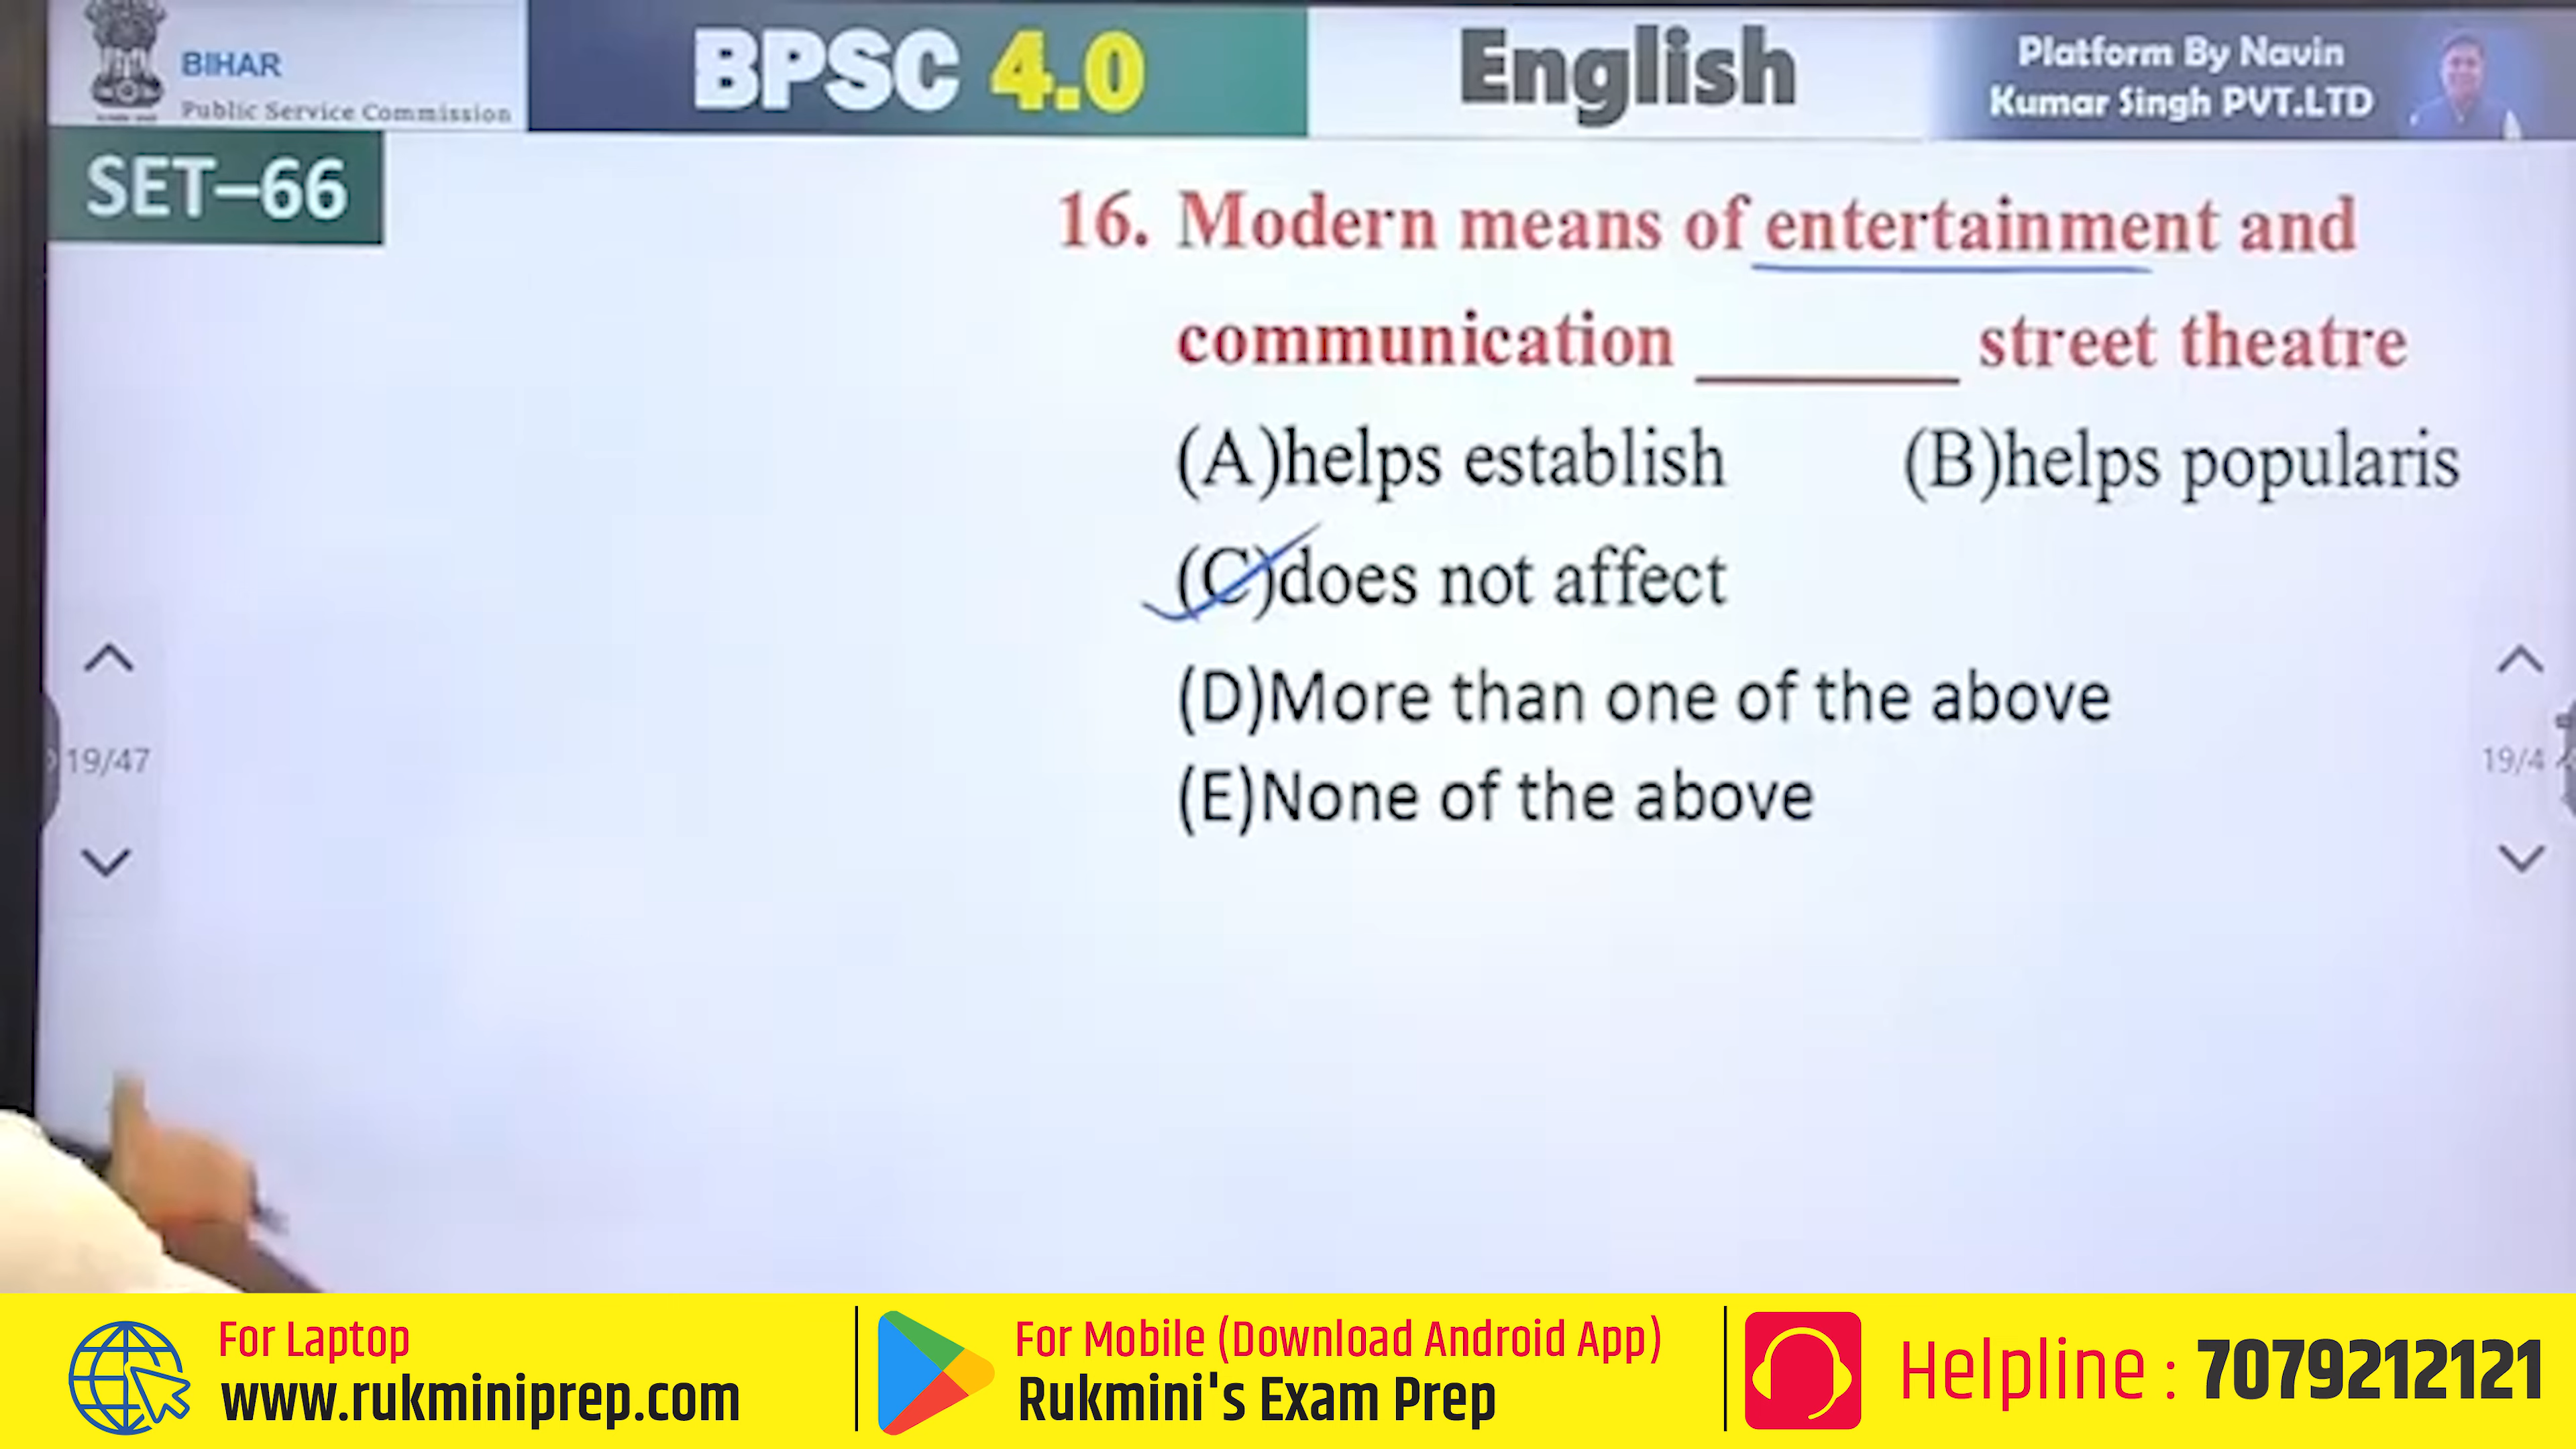 BIHAR
Public Service Commission
BPSC 4.0
English
Platform By Navin
Kumar Singh PVT.LTD
SET–66
16. Modern means of entertainment and
communication ________ street theatre
(A)helps establish (B)helps popularis
(C)does not affect
(D)More than one of the above
(E)None of the above
19/47
19/4
For Laptop
www.rukminiprep.com
For Mobile (Download Android App)
Rukmini's Exam Prep
Helpline : 7079212121